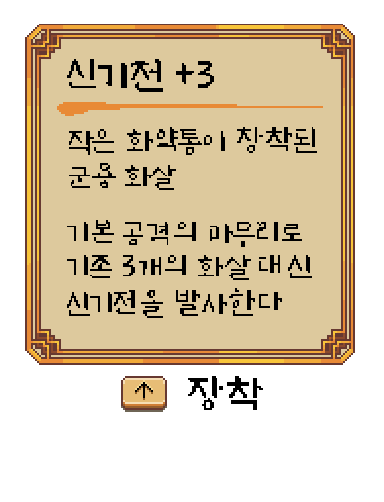 신기전 +3
작은 화약통이 장착된
군용 화살
기본 공격의 마무리로
기존 3개의 화살 대신
신기전을 발사한다
↑ 장착